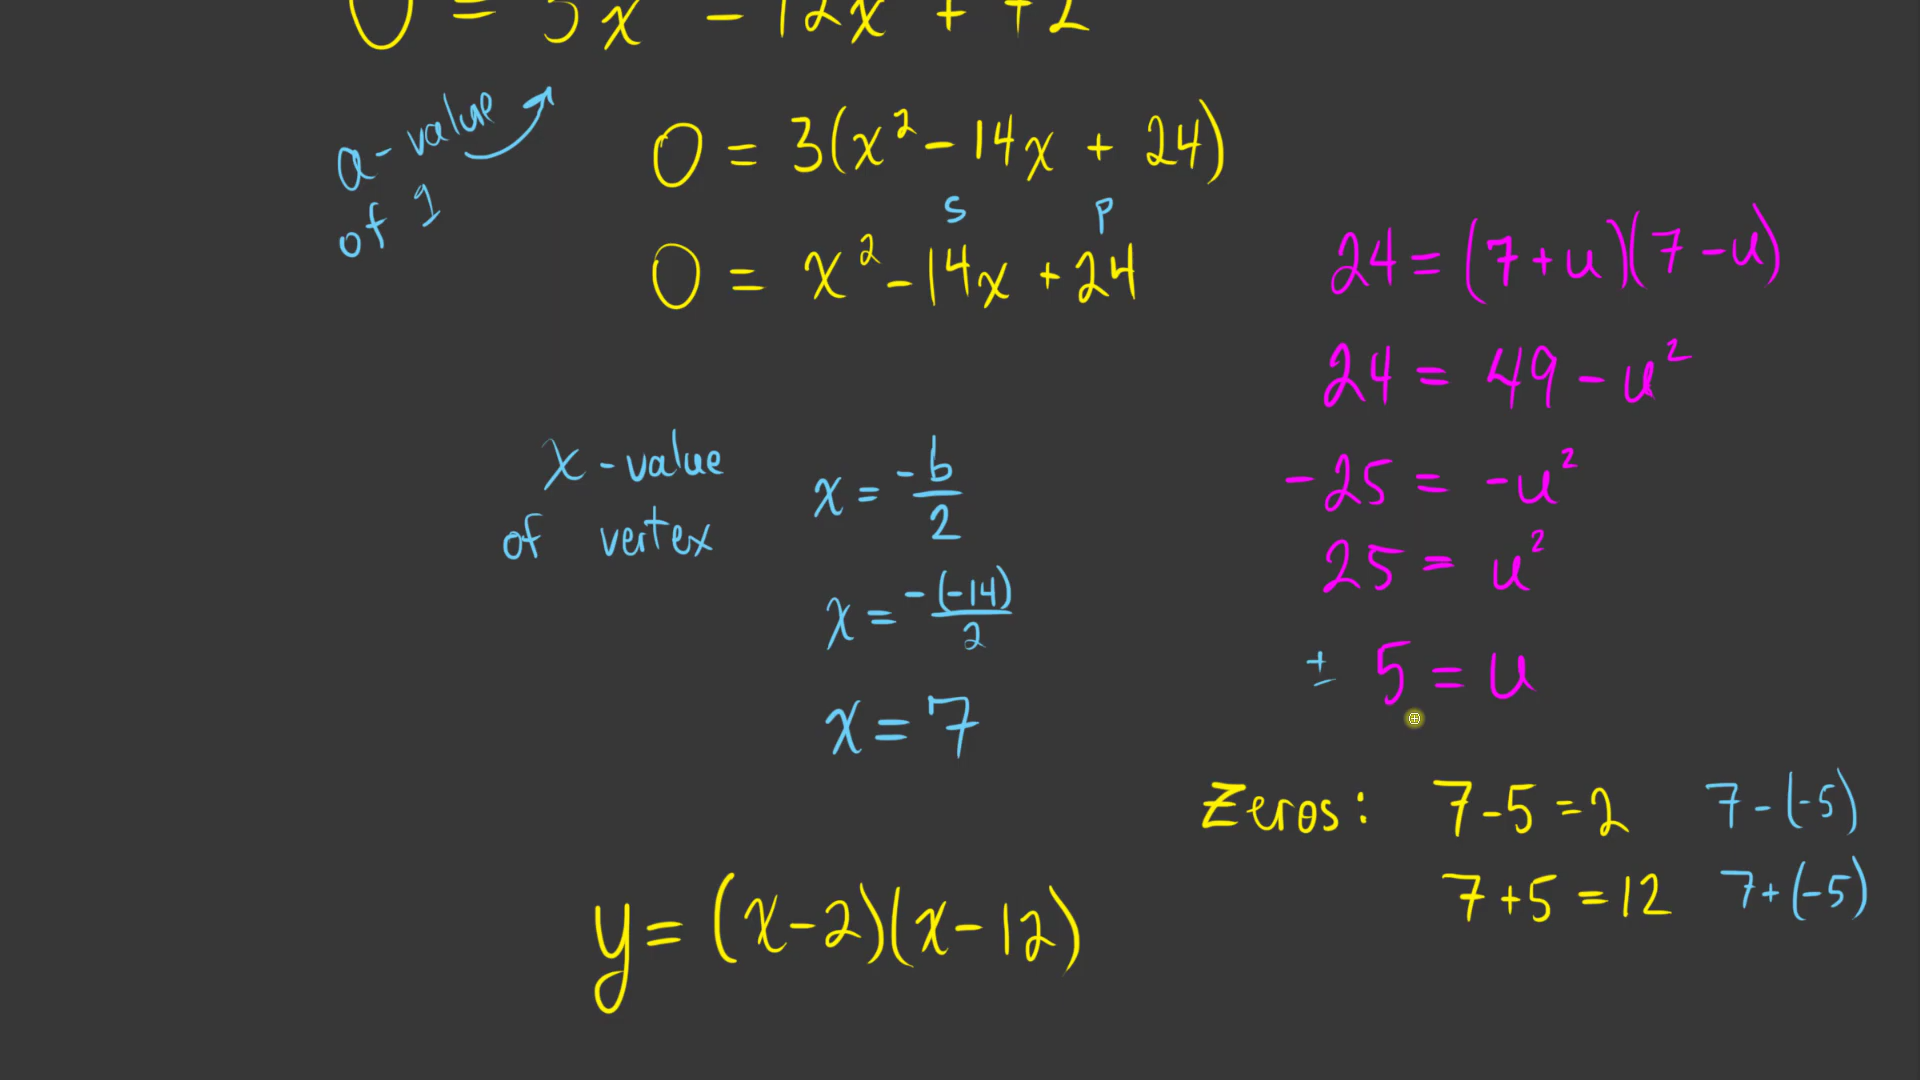 0 = 3(x² - 14x + 24)
a-value
of 1
s p
0 = x² - 14x + 24
24 = (7+u)(7-u)
24 = 49 - u²
x-value
of vertex
x = -b/2
-25 = -u²
25 = u²
x = -(-14)/2
± 5 = u
x = 7
Zeros: 7-5 = 2 7-(-5)
7+5 = 12 7+(-5)
y = (x-2)(x-12)